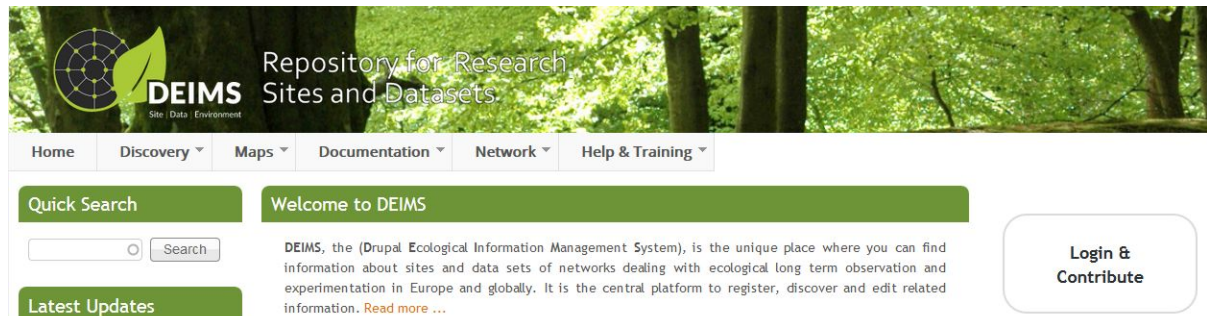 DEIMS
Site | Data | Environment
Repository for Research
Sites and Datasets
Home Discovery Maps Documentation Network Help & Training
Quick Search
Search
Latest Updates
Welcome to DEIMS
DEIMS, the (Drupal Ecological Information Management System), is the unique place where you can find
information about sites and data sets of networks dealing with ecological long term observation and
experimentation in Europe and globally. It is the central platform to register, discover and edit related
information. Read more ...
Login &
Contribute